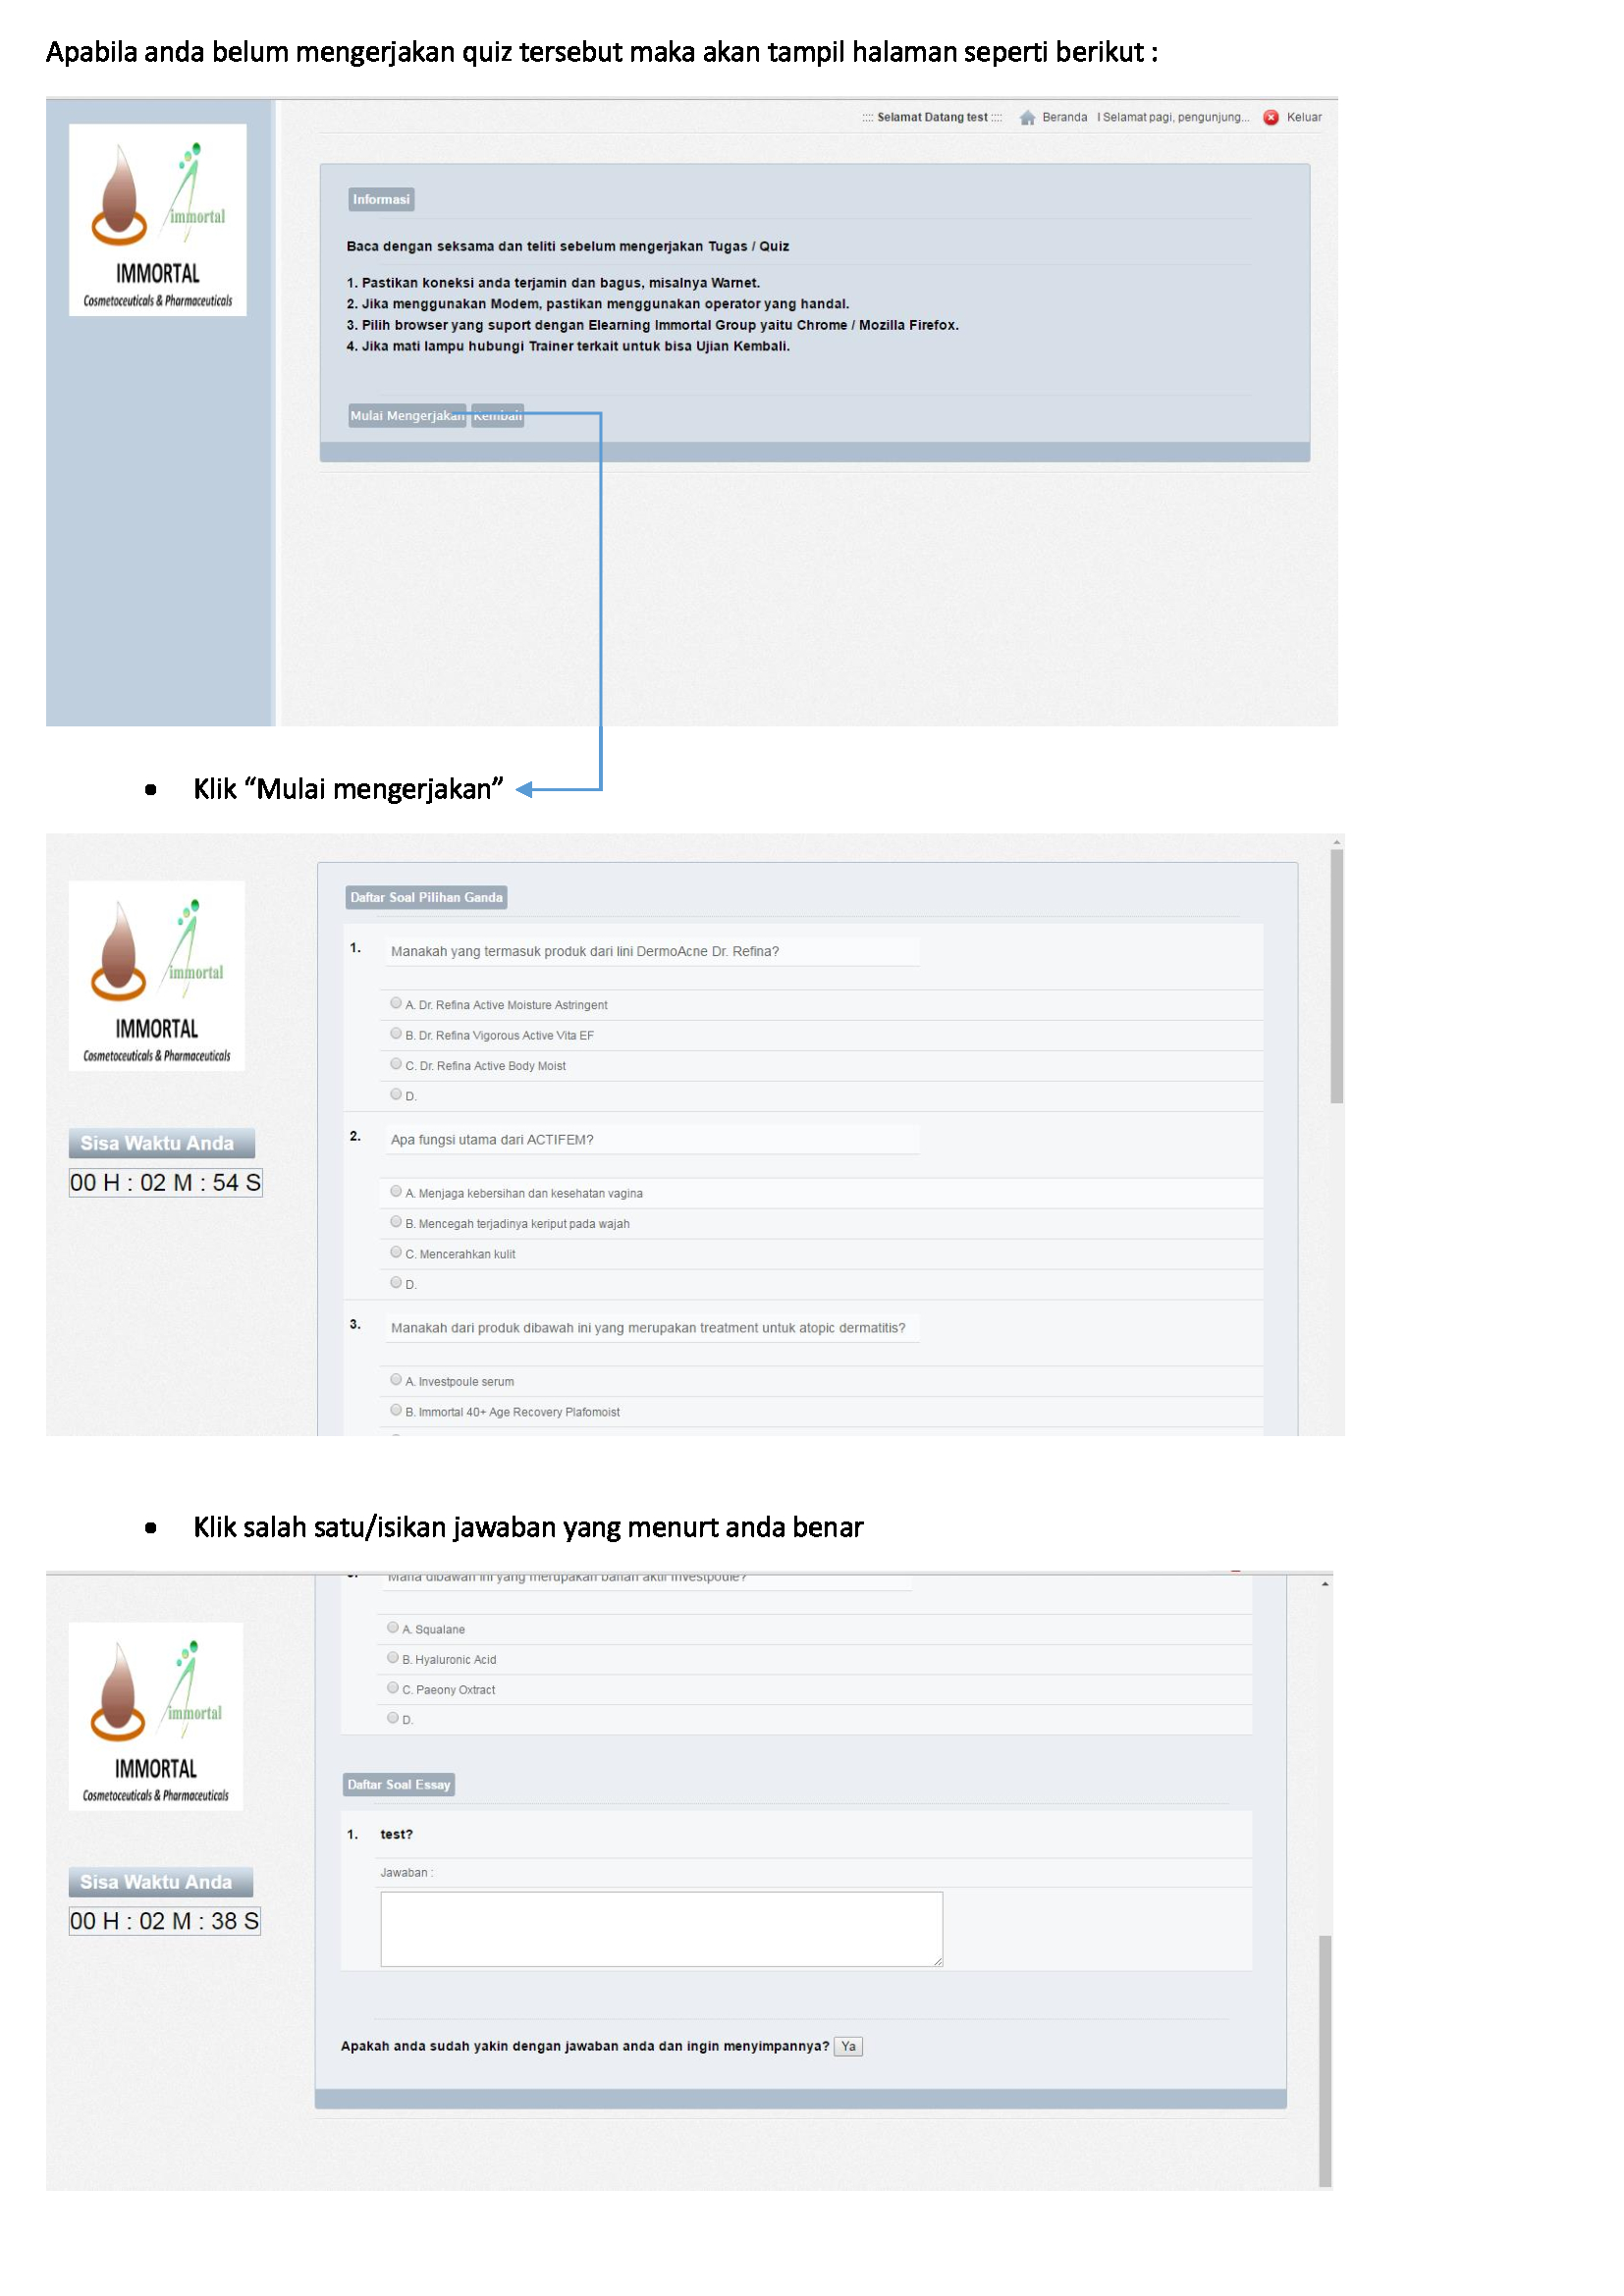 Apabila anda belum mengerjakan quiz tersebut maka akan tampil halaman seperti berikut :
:::: Selamat Datang test :::: Beranda I Selamat pagi, pengunjung... Keluar
immortal
IMMORTAL
Cosmetoceuticals & Pharmaceuticals
Informasi
Baca dengan seksama dan teliti sebelum mengerjakan Tugas / Quiz
1. Pastikan koneksi anda terjamin dan bagus, misalnya Warnet.
2. Jika menggunakan Modem, pastikan menggunakan operator yang handal.
3. Pilih browser yang suport dengan Elearning Immortal Group yaitu Chrome / Mozilla Firefox.
4. Jika mati lampu hubungi Trainer terkait untuk bisa Ujian Kembali.
Mulai Mengerjakan Kembali
• Klik “Mulai mengerjakan”
immortal
IMMORTAL
Cosmetoceuticals & Pharmaceuticals
Sisa Waktu Anda
00 H : 02 M : 54 S
Daftar Soal Pilihan Ganda
1. Manakah yang termasuk produk dari lini DermoAcne Dr. Refina?
A. Dr. Refina Active Moisture Astringent
B. Dr. Refina Vigorous Active Vita EF
C. Dr. Refina Active Body Moist
D.
2. Apa fungsi utama dari ACTIFEM?
A. Menjaga kebersihan dan kesehatan vagina
B. Mencegah terjadinya keriput pada wajah
C. Mencerahkan kulit
D.
3. Manakah dari produk dibawah ini yang merupakan treatment untuk atopic dermatitis?
A. Investpoule serum
B. Immortal 40+ Age Recovery Plafomoist
• Klik salah satu/isikan jawaban yang menurt anda benar
immortal
IMMORTAL
Cosmetoceuticals & Pharmaceuticals
Sisa Waktu Anda
00 H : 02 M : 38 S
Mana dibawah ini yang merupakan bahan aktif Investpoule?
A. Squalane
B. Hyaluronic Acid
C. Paeony Oxtract
D.
Daftar Soal Essay
1. test?
Jawaban :
Apakah anda sudah yakin dengan jawaban anda dan ingin menyimpannya? Ya